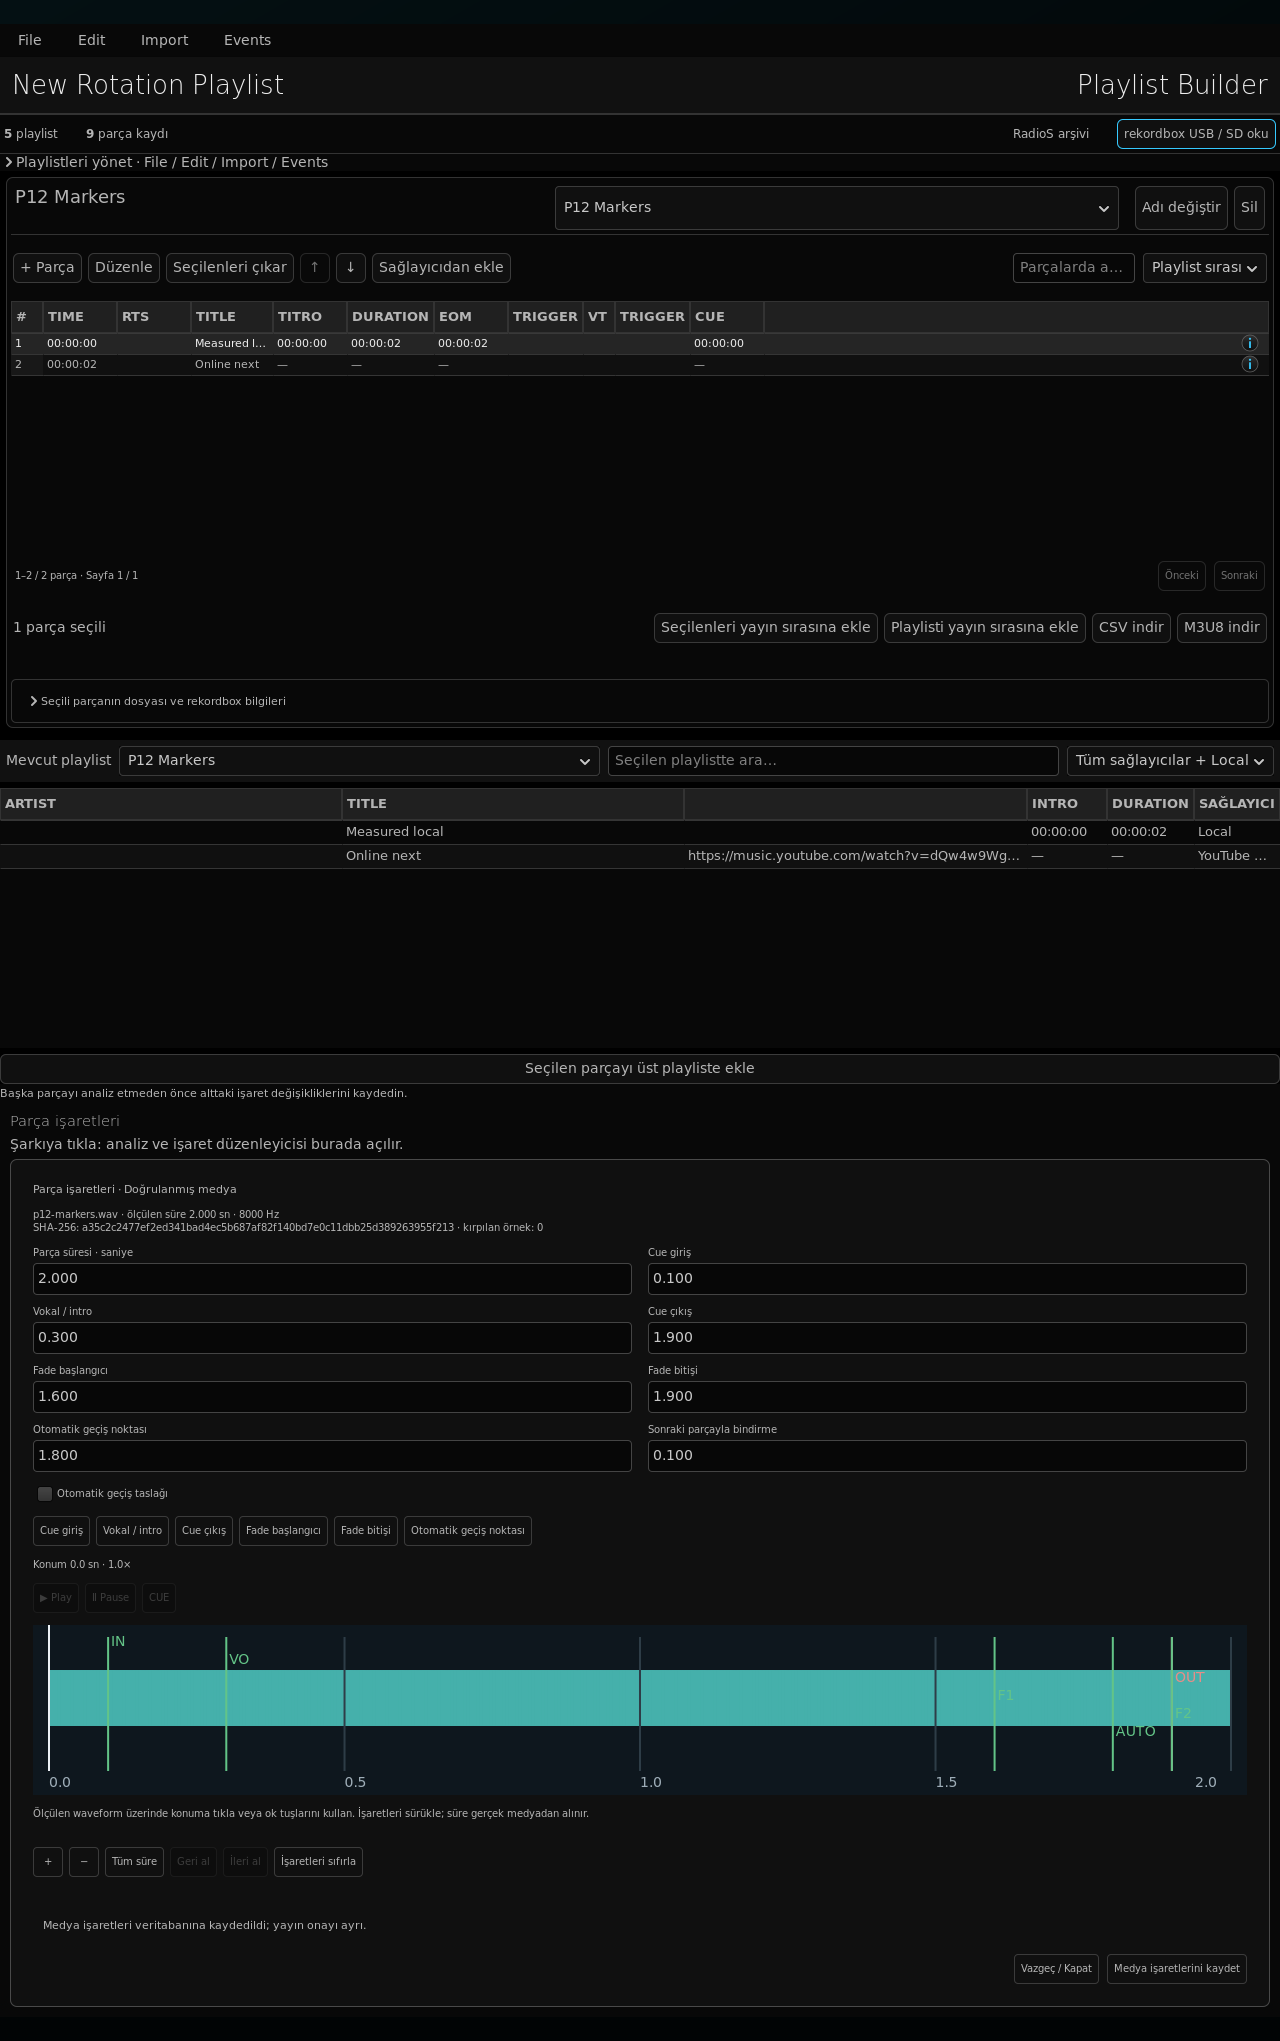 File Edit Import Events
New Rotation Playlist Playlist Builder
5 playlist 9 parça kaydı RadioS arşivi rekordbox USB / SD oku
Playlistleri yönet · File / Edit / Import / Events
P12 Markers P12 Markers Adı değiştir Sil
+ Parça Düzenle Seçilenleri çıkar ↑ ↓ Sağlayıcıdan ekle Parçalarda a… Playlist sırası
# TIME RTS TITLE TITRO DURATION EOM TRIGGER VT TRIGGER CUE
1 00:00:00 Measured l… 00:00:00 00:00:02 00:00:02 00:00:00 i
2 00:00:02 Online next — — — — i
1–2 / 2 parça · Sayfa 1 / 1 Önceki Sonraki
1 parça seçili Seçilenleri yayın sırasına ekle Playlisti yayın sırasına ekle CSV indir M3U8 indir
Seçili parçanın dosyası ve rekordbox bilgileri
Mevcut playlist P12 Markers Seçilen playlistte ara… Tüm sağlayıcılar + Local
ARTIST TITLE INTRO DURATION SAĞLAYICI
Measured local 00:00:00 00:00:02 Local
Online next https://music.youtube.com/watch?v=dQw4w9Wg… — — YouTube …
Seçilen parçayı üst playliste ekle
Başka parçayı analiz etmeden önce alttaki işaret değişikliklerini kaydedin.
Parça işaretleri
Şarkıya tıkla: analiz ve işaret düzenleyicisi burada açılır.
Parça işaretleri · Doğrulanmış medya
p12-markers.wav · ölçülen süre 2.000 sn · 8000 Hz
SHA-256: a35c2c2477ef2ed341bad4ec5b687af82f140bd7e0c11dbb25d389263955f213 · kırpılan örnek: 0
Parça süresi · saniye Cue giriş
2.000 0.100
Vokal / intro Cue çıkış
0.300 1.900
Fade başlangıcı Fade bitişi
1.600 1.900
Otomatik geçiş noktası Sonraki parçayla bindirme
1.800 0.100
Otomatik geçiş taslağı
Cue giriş Vokal / intro Cue çıkış Fade başlangıcı Fade bitişi Otomatik geçiş noktası
Konum 0.0 sn · 1.0×
▶ Play Ⅱ Pause CUE
IN
VO
OUT
F1
F2
AUTO
0.0 0.5 1.0 1.5 2.0
Ölçülen waveform üzerinde konuma tıkla veya ok tuşlarını kullan. İşaretleri sürükle; süre gerçek medyadan alınır.
+ − Tüm süre Geri al İleri al İşaretleri sıfırla
Medya işaretleri veritabanına kaydedildi; yayın onayı ayrı.
Vazgeç / Kapat Medya işaretlerini kaydet